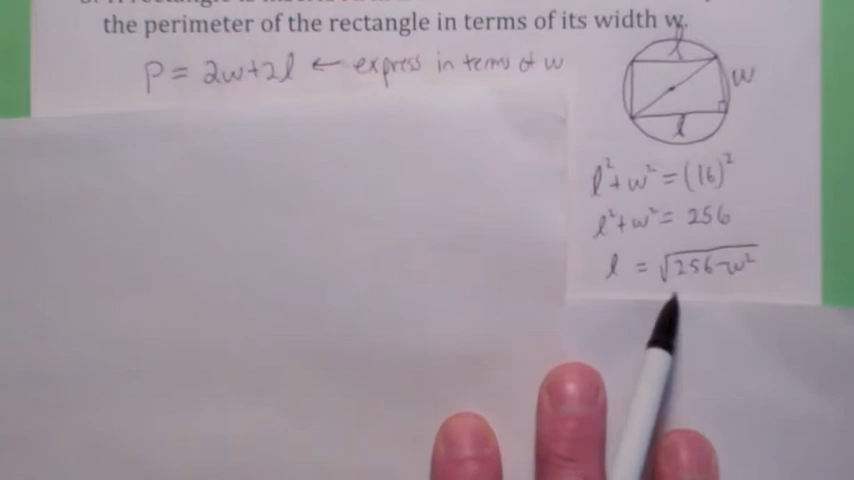 the perimeter of the rectangle in terms of its width w.
P = 2w+2l ← express in terms of w
l
w
l
l²+w² = (16)²
l²+w² = 256
l = √256-w²